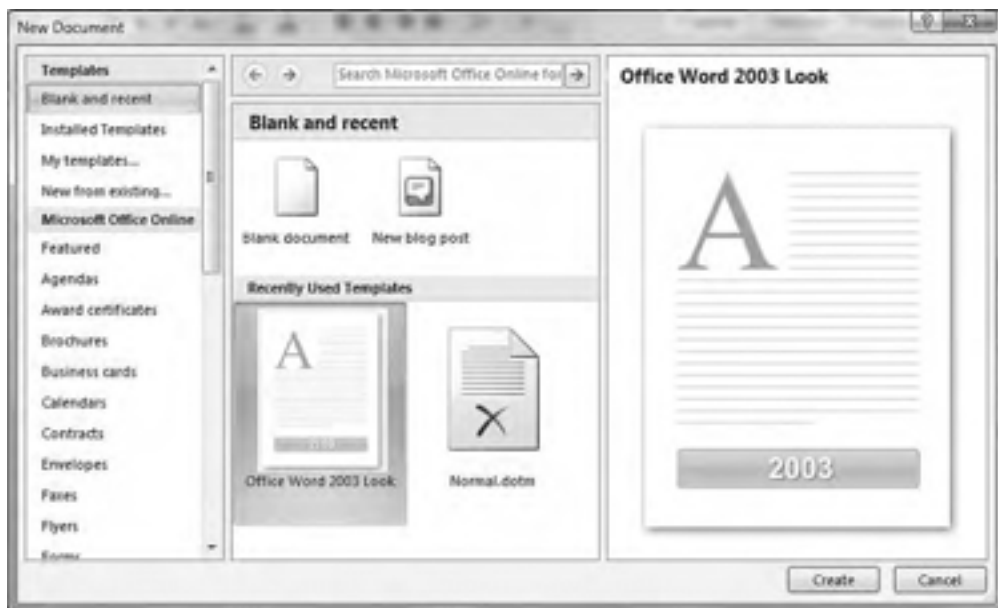 New Document
Templates
Blank and recent
Installed Templates
My templates...
New from existing...
Microsoft Office Online
Featured
Agendas
Award certificates
Brochures
Business cards
Calendars
Contracts
Envelopes
Faxes
Flyers
Forms
Search Microsoft Office Online for
Blank and recent
Blank document
New blog post
Recently Used Templates
A
Office Word 2003 Look
Normal.dotm
Office Word 2003 Look
A
2003
Create
Cancel